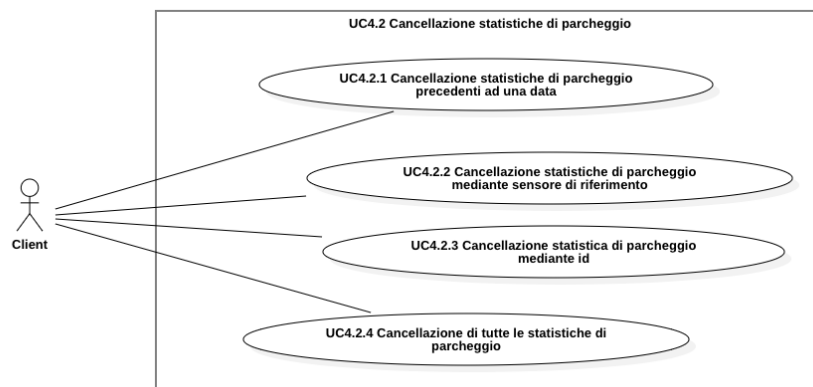 UC4.2 Cancellazione statistiche di parcheggio
UC4.2.1 Cancellazione statistiche di parcheggio
precedenti ad una data
UC4.2.2 Cancellazione statistiche di parcheggio
mediante sensore di riferimento
Client
UC4.2.3 Cancellazione statistica di parcheggio
mediante id
UC4.2.4 Cancellazione di tutte le statistiche di
parcheggio